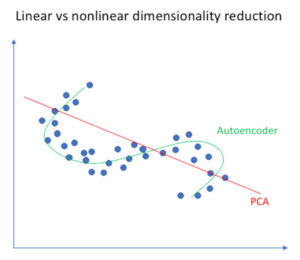 Linear vs nonlinear dimensionality reduction
Autoencoder
PCA